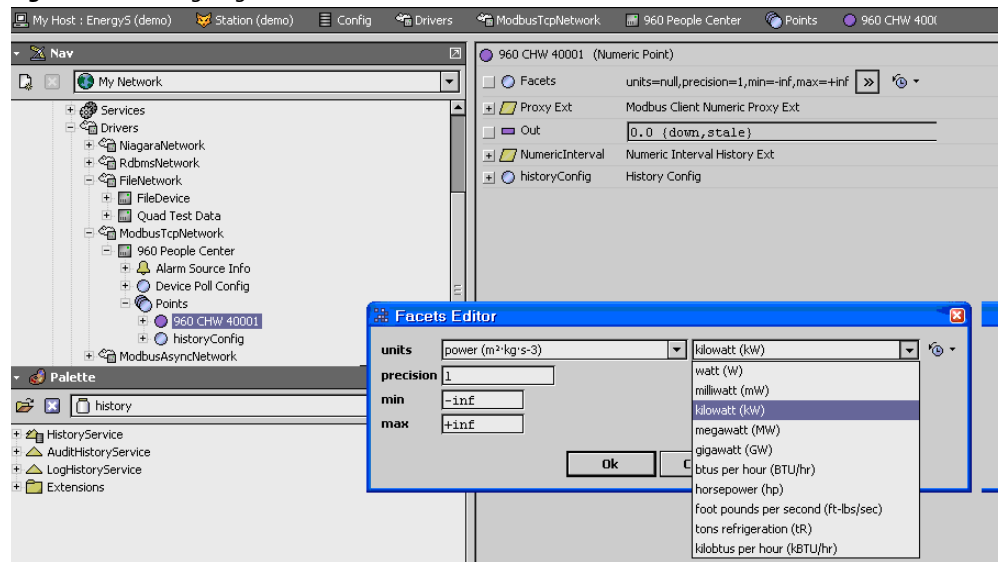 My Host : EnergyS (demo) Station (demo) Config Drivers ModbusTcpNetwork 960 People Center Points 960 CHW 4000
Nav
My Network
Services
Drivers
NiagaraNetwork
RdbmsNetwork
FileNetwork
FileDevice
Quad Test Data
ModbusTcpNetwork
960 People Center
Alarm Source Info
Device Poll Config
Points
960 CHW 40001
historyConfig
ModbusAsyncNetwork
Palette
history
HistoryService
AuditHistoryService
LogHistoryService
Extensions
960 CHW 40001 (Numeric Point)
Facets units=null,precision=1,min=-inf,max=+inf »
Proxy Ext Modbus Client Numeric Proxy Ext
Out 0.0 {down,stale}
NumericInterval Numeric Interval History Ext
historyConfig History Config
Facets Editor
units power (m²·kg·s-3) kilowatt (kW)
precision 1
min -inf
max +inf
Ok C
watt (W)
milliwatt (mW)
kilowatt (kW)
megawatt (MW)
gigawatt (GW)
btus per hour (BTU/hr)
horsepower (hp)
foot pounds per second (ft-lbs/sec)
tons refrigeration (tR)
kilobtus per hour (kBTU/hr)